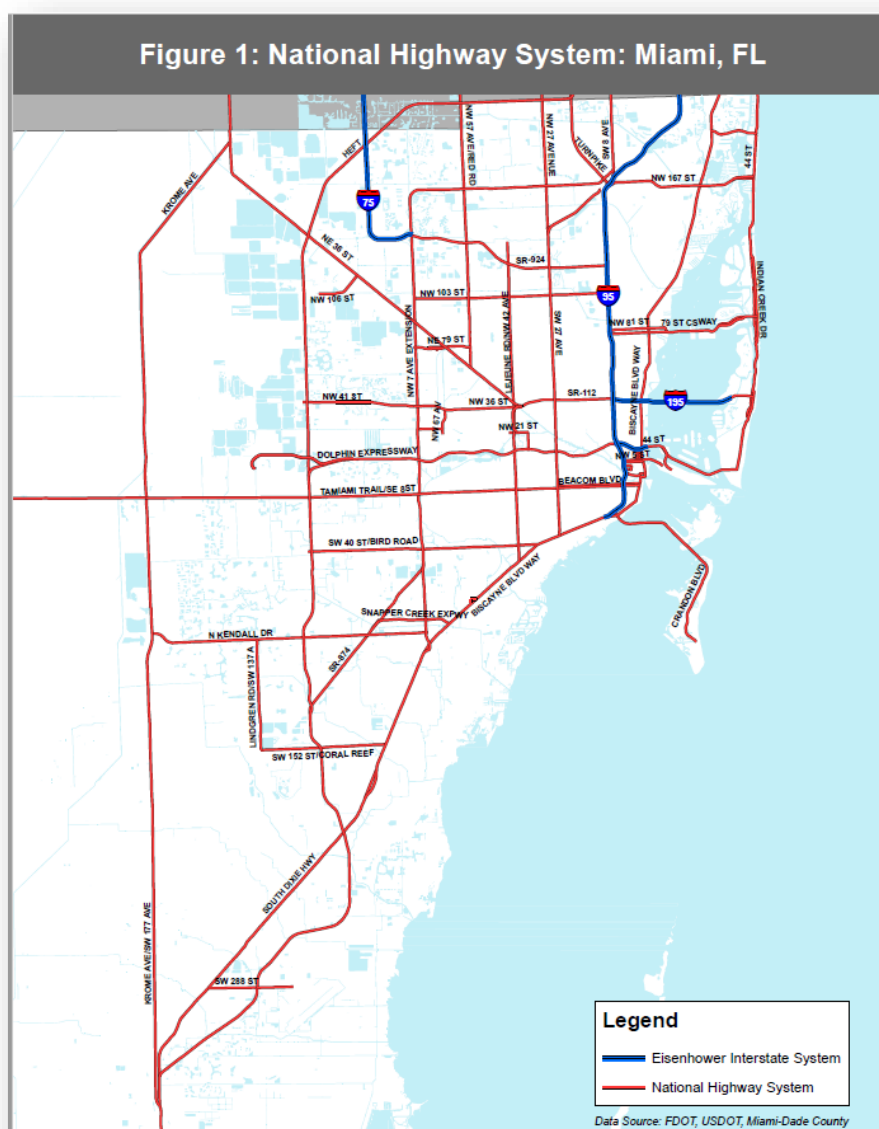 Figure 1: National Highway System: Miami, FL
HEFT
NW 57 AVE/RED RD
NW 27 AVENUE
TURNPIKE
SW 8 AVE
44 ST
KROME AVE
75
NW 167 ST
NE 36 ST
SR-924
INDIAN CREEK DR
NW 106 ST
NW 103 ST
95
NW 7 AVE EXTENSION
LEJEUNE RD/NW 42 AVE
SW 27 AVE
NW 81 ST
79 ST CSWAY
NE 79 ST
BISCAYNE BLVD WAY
NW 41 ST
NW 36 ST
SR-112
195
NW 67 AV
NW 21 ST
44 ST
DOLPHIN EXPRESSWAY
NW 5 ST
TAMIAMI TRAIL/SE 8ST
BEACOM BLVD
SW 40 ST/BIRD ROAD
BISCAYNE BLVD WAY
CRANDON BLVD
SNAPPER CREEK EXPWY
N KENDALL DR
SR-874
LINDGREN RD/SW 137 A
SW 152 ST/CORAL REEF
SOUTH DIXIE HWY
KROME AVE/SW 177 AVE
SW 288 ST
Legend
Eisenhower Interstate System
National Highway System
Data Source: FDOT, USDOT, Miami-Dade County